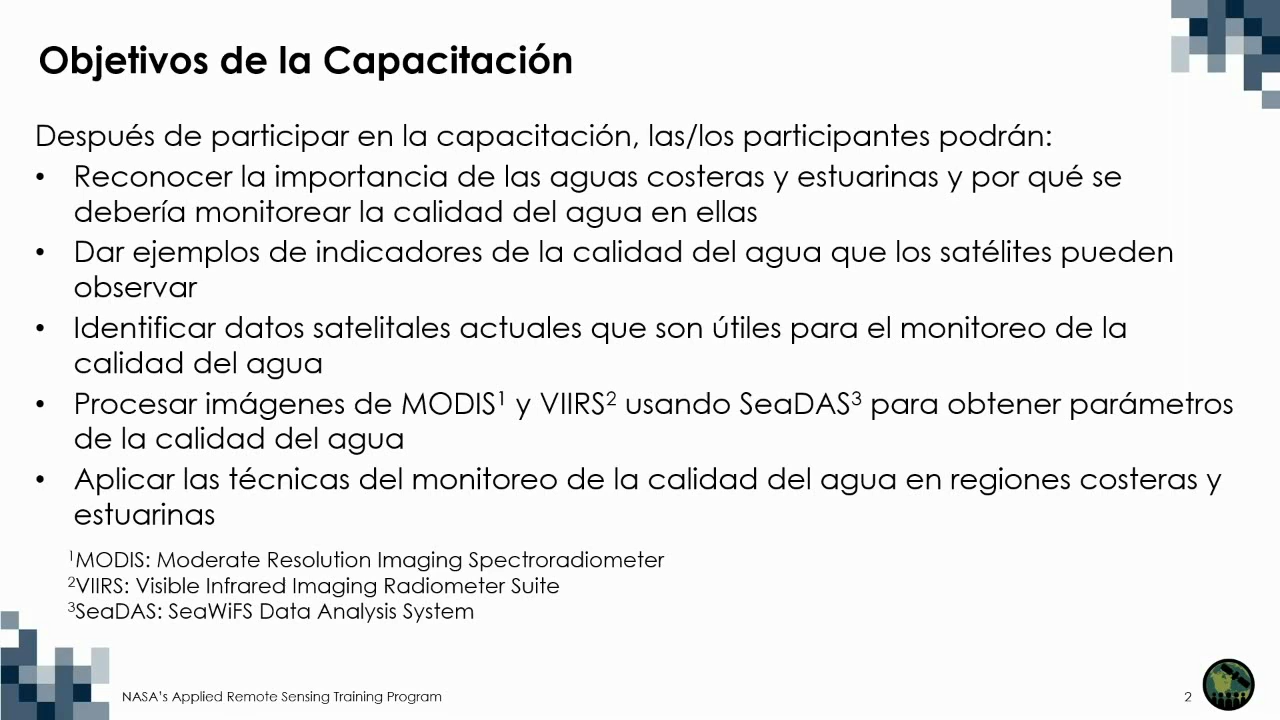 Objetivos de la Capacitación
Después de participar en la capacitación, las/los participantes podrán:
• Reconocer la importancia de las aguas costeras y estuarinas y por qué se
debería monitorear la calidad del agua en ellas
• Dar ejemplos de indicadores de la calidad del agua que los satélites pueden
observar
• Identificar datos satelitales actuales que son útiles para el monitoreo de la
calidad del agua
• Procesar imágenes de MODIS¹ y VIIRS² usando SeaDAS³ para obtener parámetros
de la calidad del agua
• Aplicar las técnicas del monitoreo de la calidad del agua en regiones costeras y
estuarinas
¹MODIS: Moderate Resolution Imaging Spectroradiometer
²VIIRS: Visible Infrared Imaging Radiometer Suite
³SeaDAS: SeaWiFS Data Analysis System
NASA's Applied Remote Sensing Training Program
2